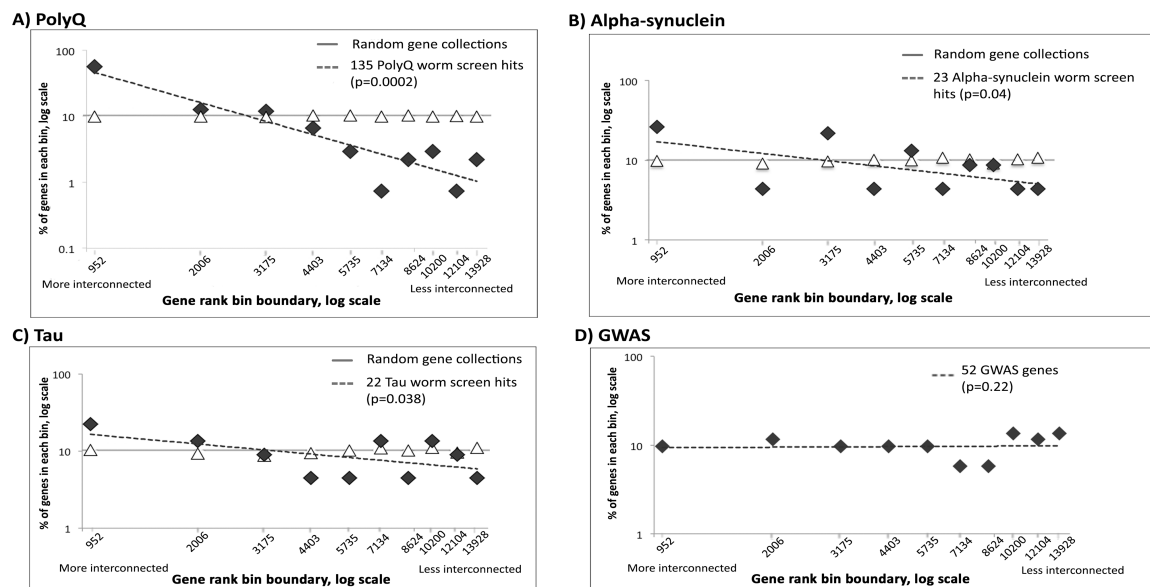 A) PolyQ
% of genes in each bin, log scale
100
10
1
0.1
Random gene collections
135 PolyQ worm screen hits
(p=0.0002)
952 2006 3175 4403 5735 7134 8624 10200 12104 13928
More interconnected
Less interconnected
Gene rank bin boundary, log scale
B) Alpha-synuclein
% of genes in each bin, log scale
100
10
1
Random gene collections
23 Alpha-synuclein worm screen
hits (p=0.04)
952 2006 3175 4403 5735 7134 8624 10200 12104 13928
More interconnected
Less interconnected
Gene rank bin boundary, log scale
C) Tau
% of genes in each bin, log scale
100
10
1
Random gene collections
22 Tau worm screen hits
(p=0.038)
952 2006 3175 4403 5735 7134 8624 10200 12104 13928
More interconnected
Less interconnected
Gene rank bin boundary, log scale
D) GWAS
% of genes in each bin, log scale
100
10
1
52 GWAS genes
(p=0.22)
952 2006 3175 4403 5735 7134 8624 10200 12104 13928
More interconnected
Less interconnected
Gene rank bin boundary, log scale